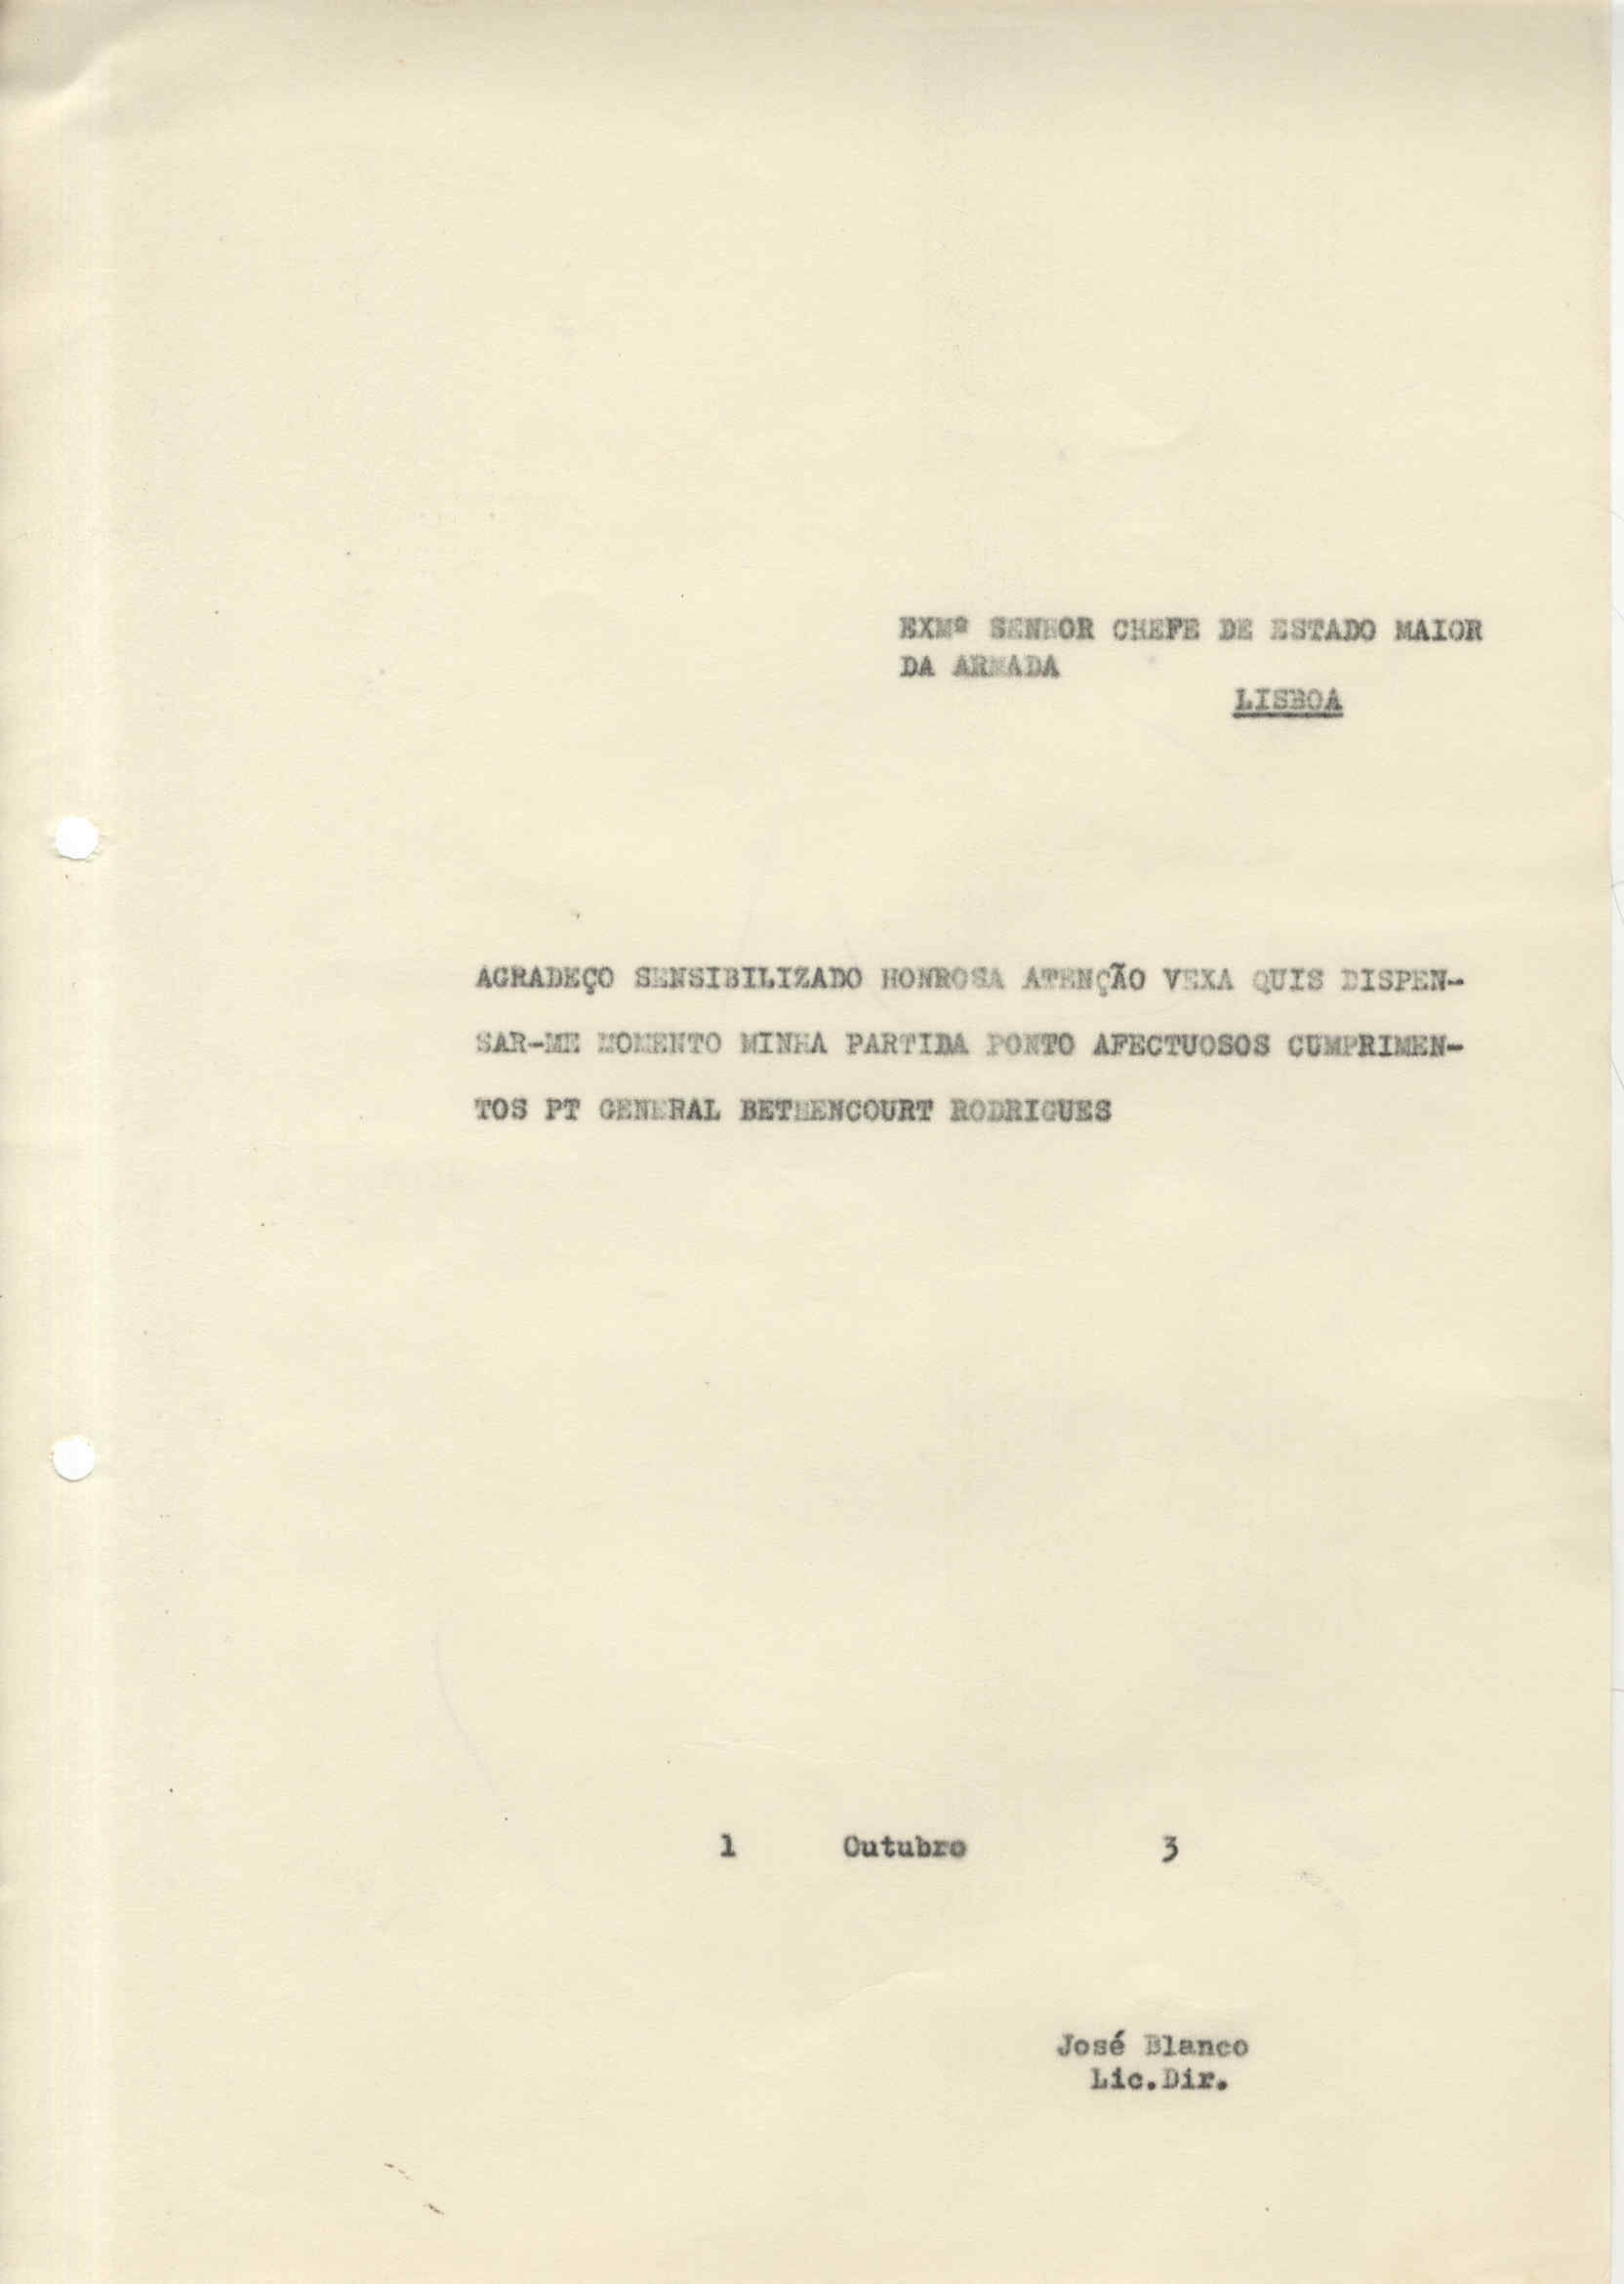 EXMº SENHOR CHEFE DE ESTADO MAIOR
DA ARMADA
LISBOA
AGRADEÇO SENSIBILIZADO HONROSA ATENÇÃO VEXA QUIS DISPEN-
SAR-ME MOMENTO MINHA PARTIDA PONTO AFECTUOSOS CUMPRIMEN-
TOS PT GENERAL BETHENCOURT RODRIGUES
1 Outubro 3
José Blanco
Lic.Dir.